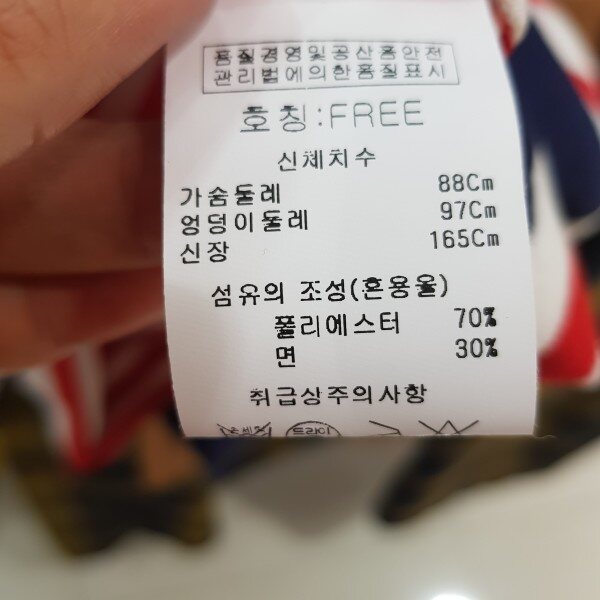 품질경영및공산품안전
관리법에의한품질표시
호칭:FREE
신체치수
가슴둘레 88Cm
엉덩이둘레 97Cm
신장 165Cm
섬유의 조성(혼용율)
폴리에스터 70%
면 30%
취급상주의사항
드라이